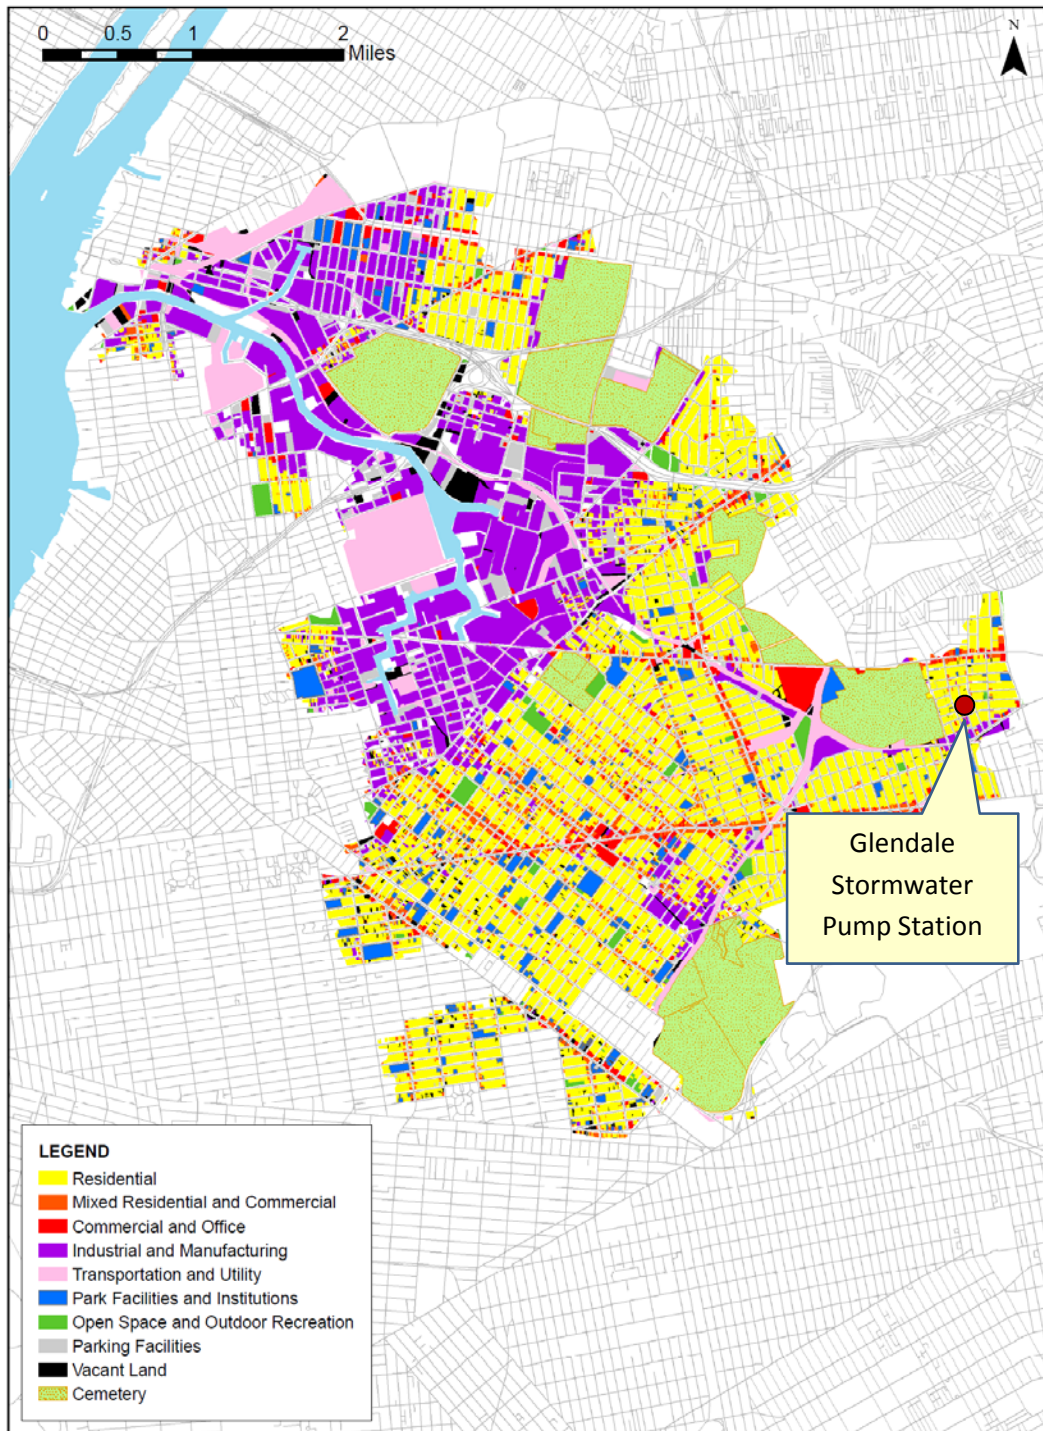 0 0.5 1 2
Miles
N
Glendale
Stormwater
Pump Station
LEGEND
Residential
Mixed Residential and Commercial
Commercial and Office
Industrial and Manufacturing
Transportation and Utility
Park Facilities and Institutions
Open Space and Outdoor Recreation
Parking Facilities
Vacant Land
Cemetery